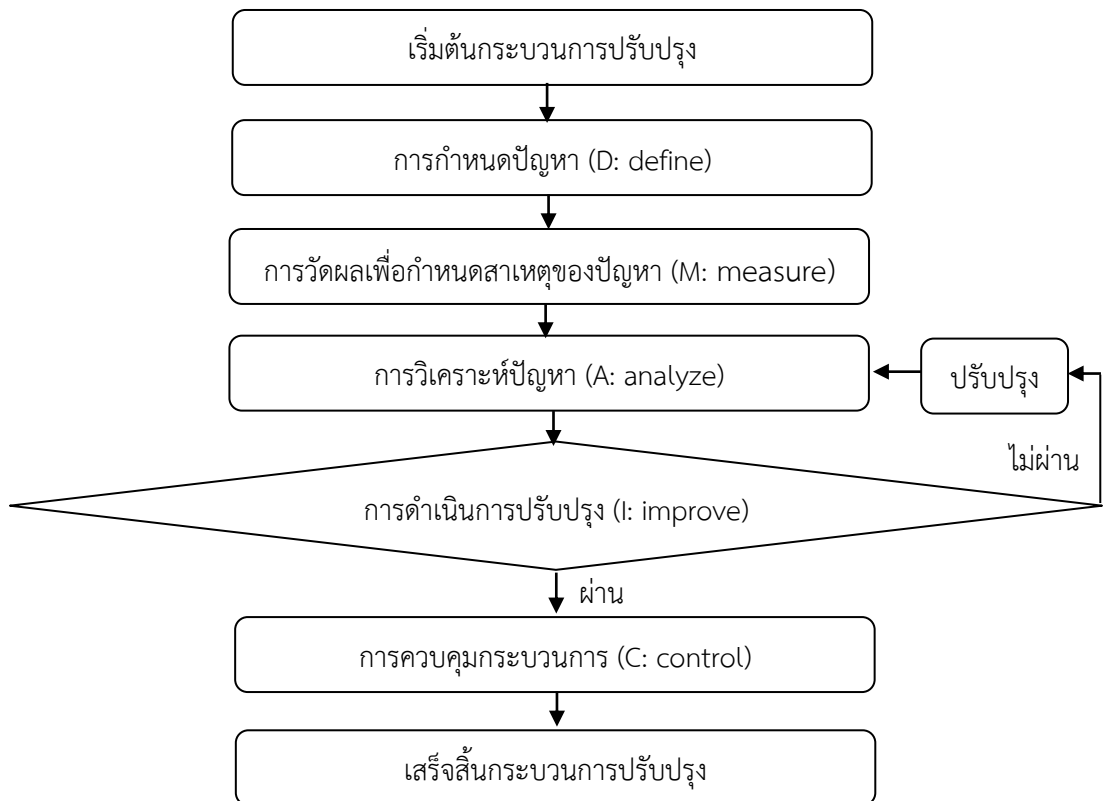 เริ่มต้นกระบวนการปรับปรุง
การกำหนดปัญหา (D: define)
การวัดผลเพื่อกำหนดสาเหตุของปัญหา (M: measure)
การวิเคราะห์ปัญหา (A: analyze)
ปรับปรุง
ไม่ผ่าน
การดำเนินการปรับปรุง (I: improve)
ผ่าน
การควบคุมกระบวนการ (C: control)
เสร็จสิ้นกระบวนการปรับปรุง